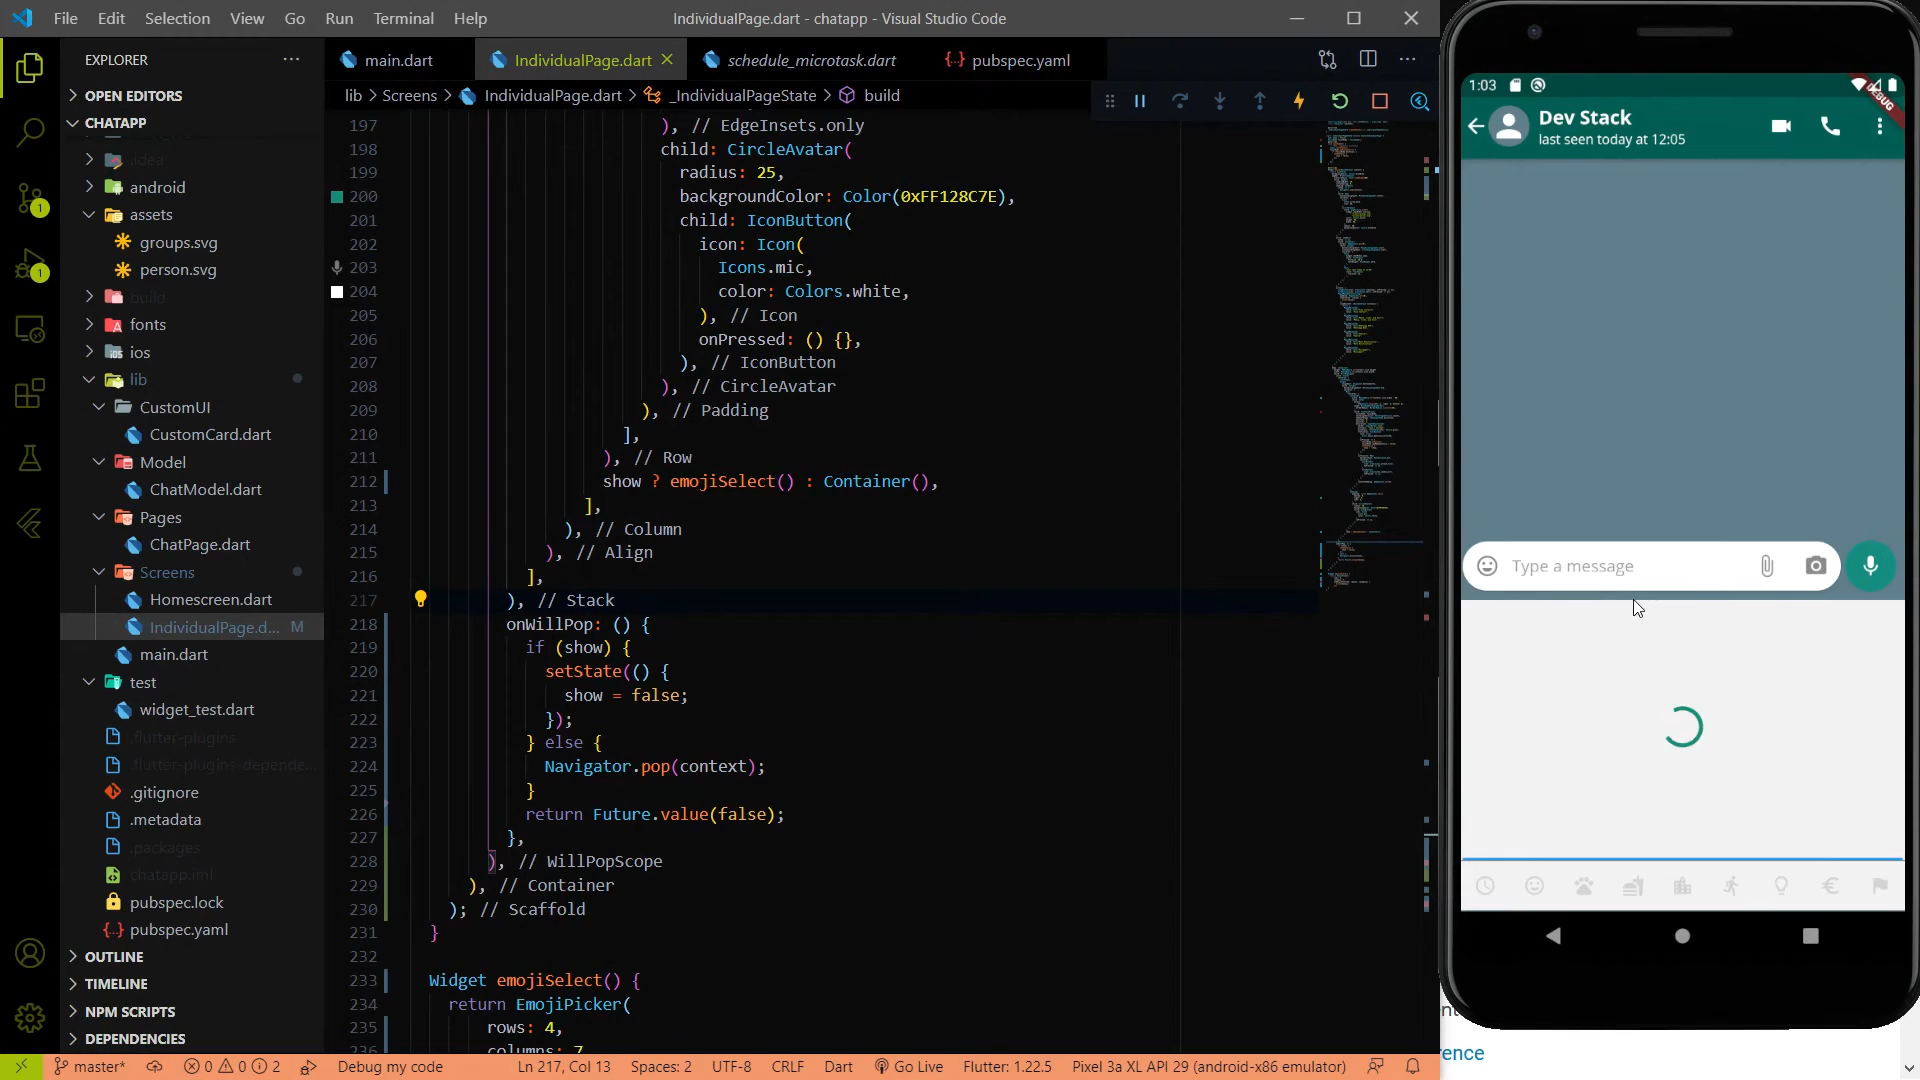 File Edit Selection View Go Run Terminal Help
IndividualPage.dart - chatapp - Visual Studio Code
EXPLORER
OPEN EDITORS
CHATAPP
.idea
android
assets
groups.svg
person.svg
build
fonts
ios
lib
CustomUI
CustomCard.dart
Model
ChatModel.dart
Pages
ChatPage.dart
Screens
Homescreen.dart
IndividualPage.d... M
main.dart
test
widget_test.dart
.flutter-plugins
.flutter-plugins-depende...
.gitignore
.metadata
.packages
chatapp.iml
pubspec.lock
pubspec.yaml
OUTLINE
TIMELINE
NPM SCRIPTS
DEPENDENCIES
1
1
main.dart IndividualPage.dart schedule_microtask.dart pubspec.yaml
lib > Screens > IndividualPage.dart > _IndividualPageState > build
197 ), // EdgeInsets.only
198 child: CircleAvatar(
199 radius: 25,
200 backgroundColor: Color(0xFF128C7E),
201 child: IconButton(
202 icon: Icon(
203 Icons.mic,
204 color: Colors.white,
205 ), // Icon
206 onPressed: () {},
207 ), // IconButton
208 ), // CircleAvatar
209 ), // Padding
210 ],
211 ), // Row
212 show ? emojiSelect() : Container(),
213 ],
214 ), // Column
215 ), // Align
216 ],
217 ), // Stack
218 onWillPop: () {
219 if (show) {
220 setState(() {
221 show = false;
222 });
223 } else {
224 Navigator.pop(context);
225 }
226 return Future.value(false);
227 },
228 ), // WillPopScope
229 ), // Container
230 ); // Scaffold
231 }
232
233 Widget emojiSelect() {
234 return EmojiPicker(
235 rows: 4,
236 columns: 7
master* 0 0 2 Debug my code Ln 217, Col 13 Spaces: 2 UTF-8 CRLF Dart Go Live Flutter: 1.22.5 Pixel 3a XL API 29 (android-x86 emulator)
1:03
DEBUG
Dev Stack
last seen today at 12:05
Type a message
erence